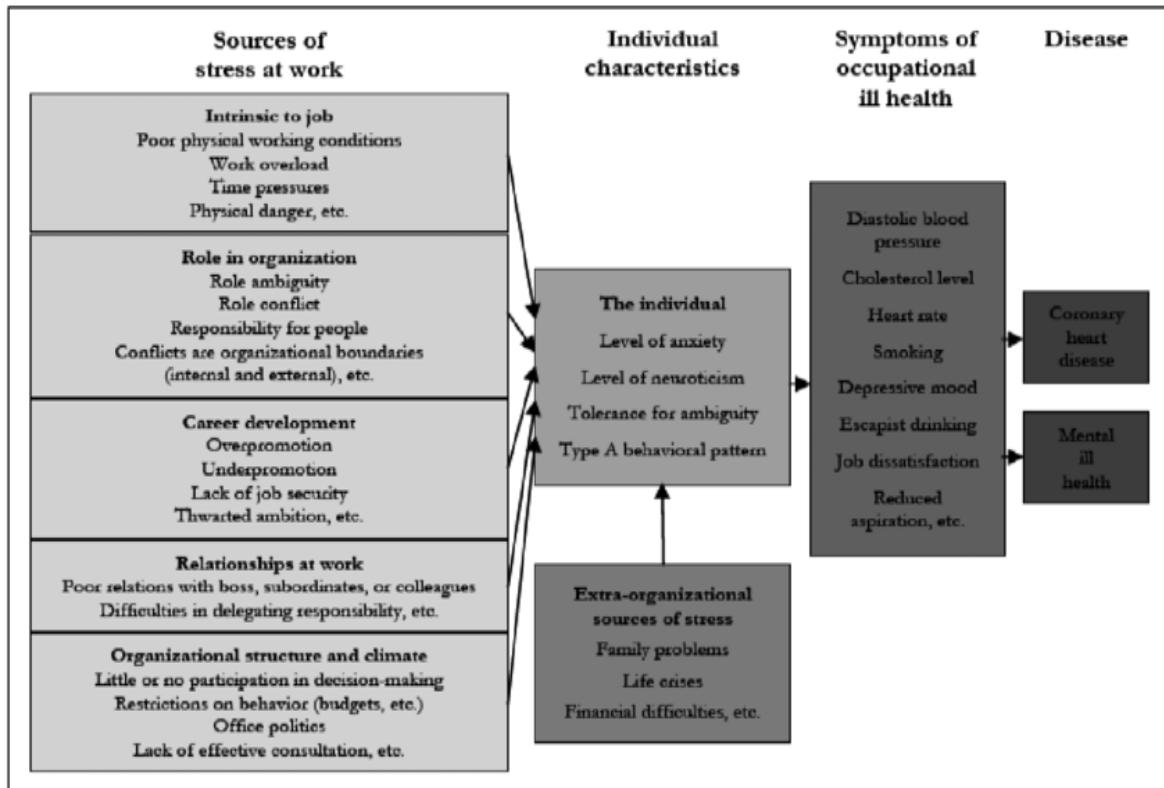 Sources of
stress at work
Individual
characteristics
Symptoms of
occupational
ill health
Disease
Intrinsic to job
Poor physical working conditions
Work overload
Time pressures
Physical danger, etc.
Role in organization
Role ambiguity
Role conflict
Responsibility for people
Conflicts are organizational boundaries
(internal and external), etc.
Career development
Overpromotion
Underpromotion
Lack of job security
Thwarted ambition, etc.
Relationships at work
Poor relations with boss, subordinates, or colleagues
Difficulties in delegating responsibility, etc.
Organizational structure and climate
Little or no participation in decision-making
Restrictions on behavior (budgets, etc.)
Office politics
Lack of effective consultation, etc.
The individual
Level of anxiety
Level of neuroticism
Tolerance for ambiguity
Type A behavioral pattern
Extra-organizational
sources of stress
Family problems
Life crises
Financial difficulties, etc.
Diastolic blood
pressure
Cholesterol level
Heart rate
Smoking
Depressive mood
Escapist drinking
Job dissatisfaction
Reduced
aspiration, etc.
Coronary
heart
disease
Mental
ill
health